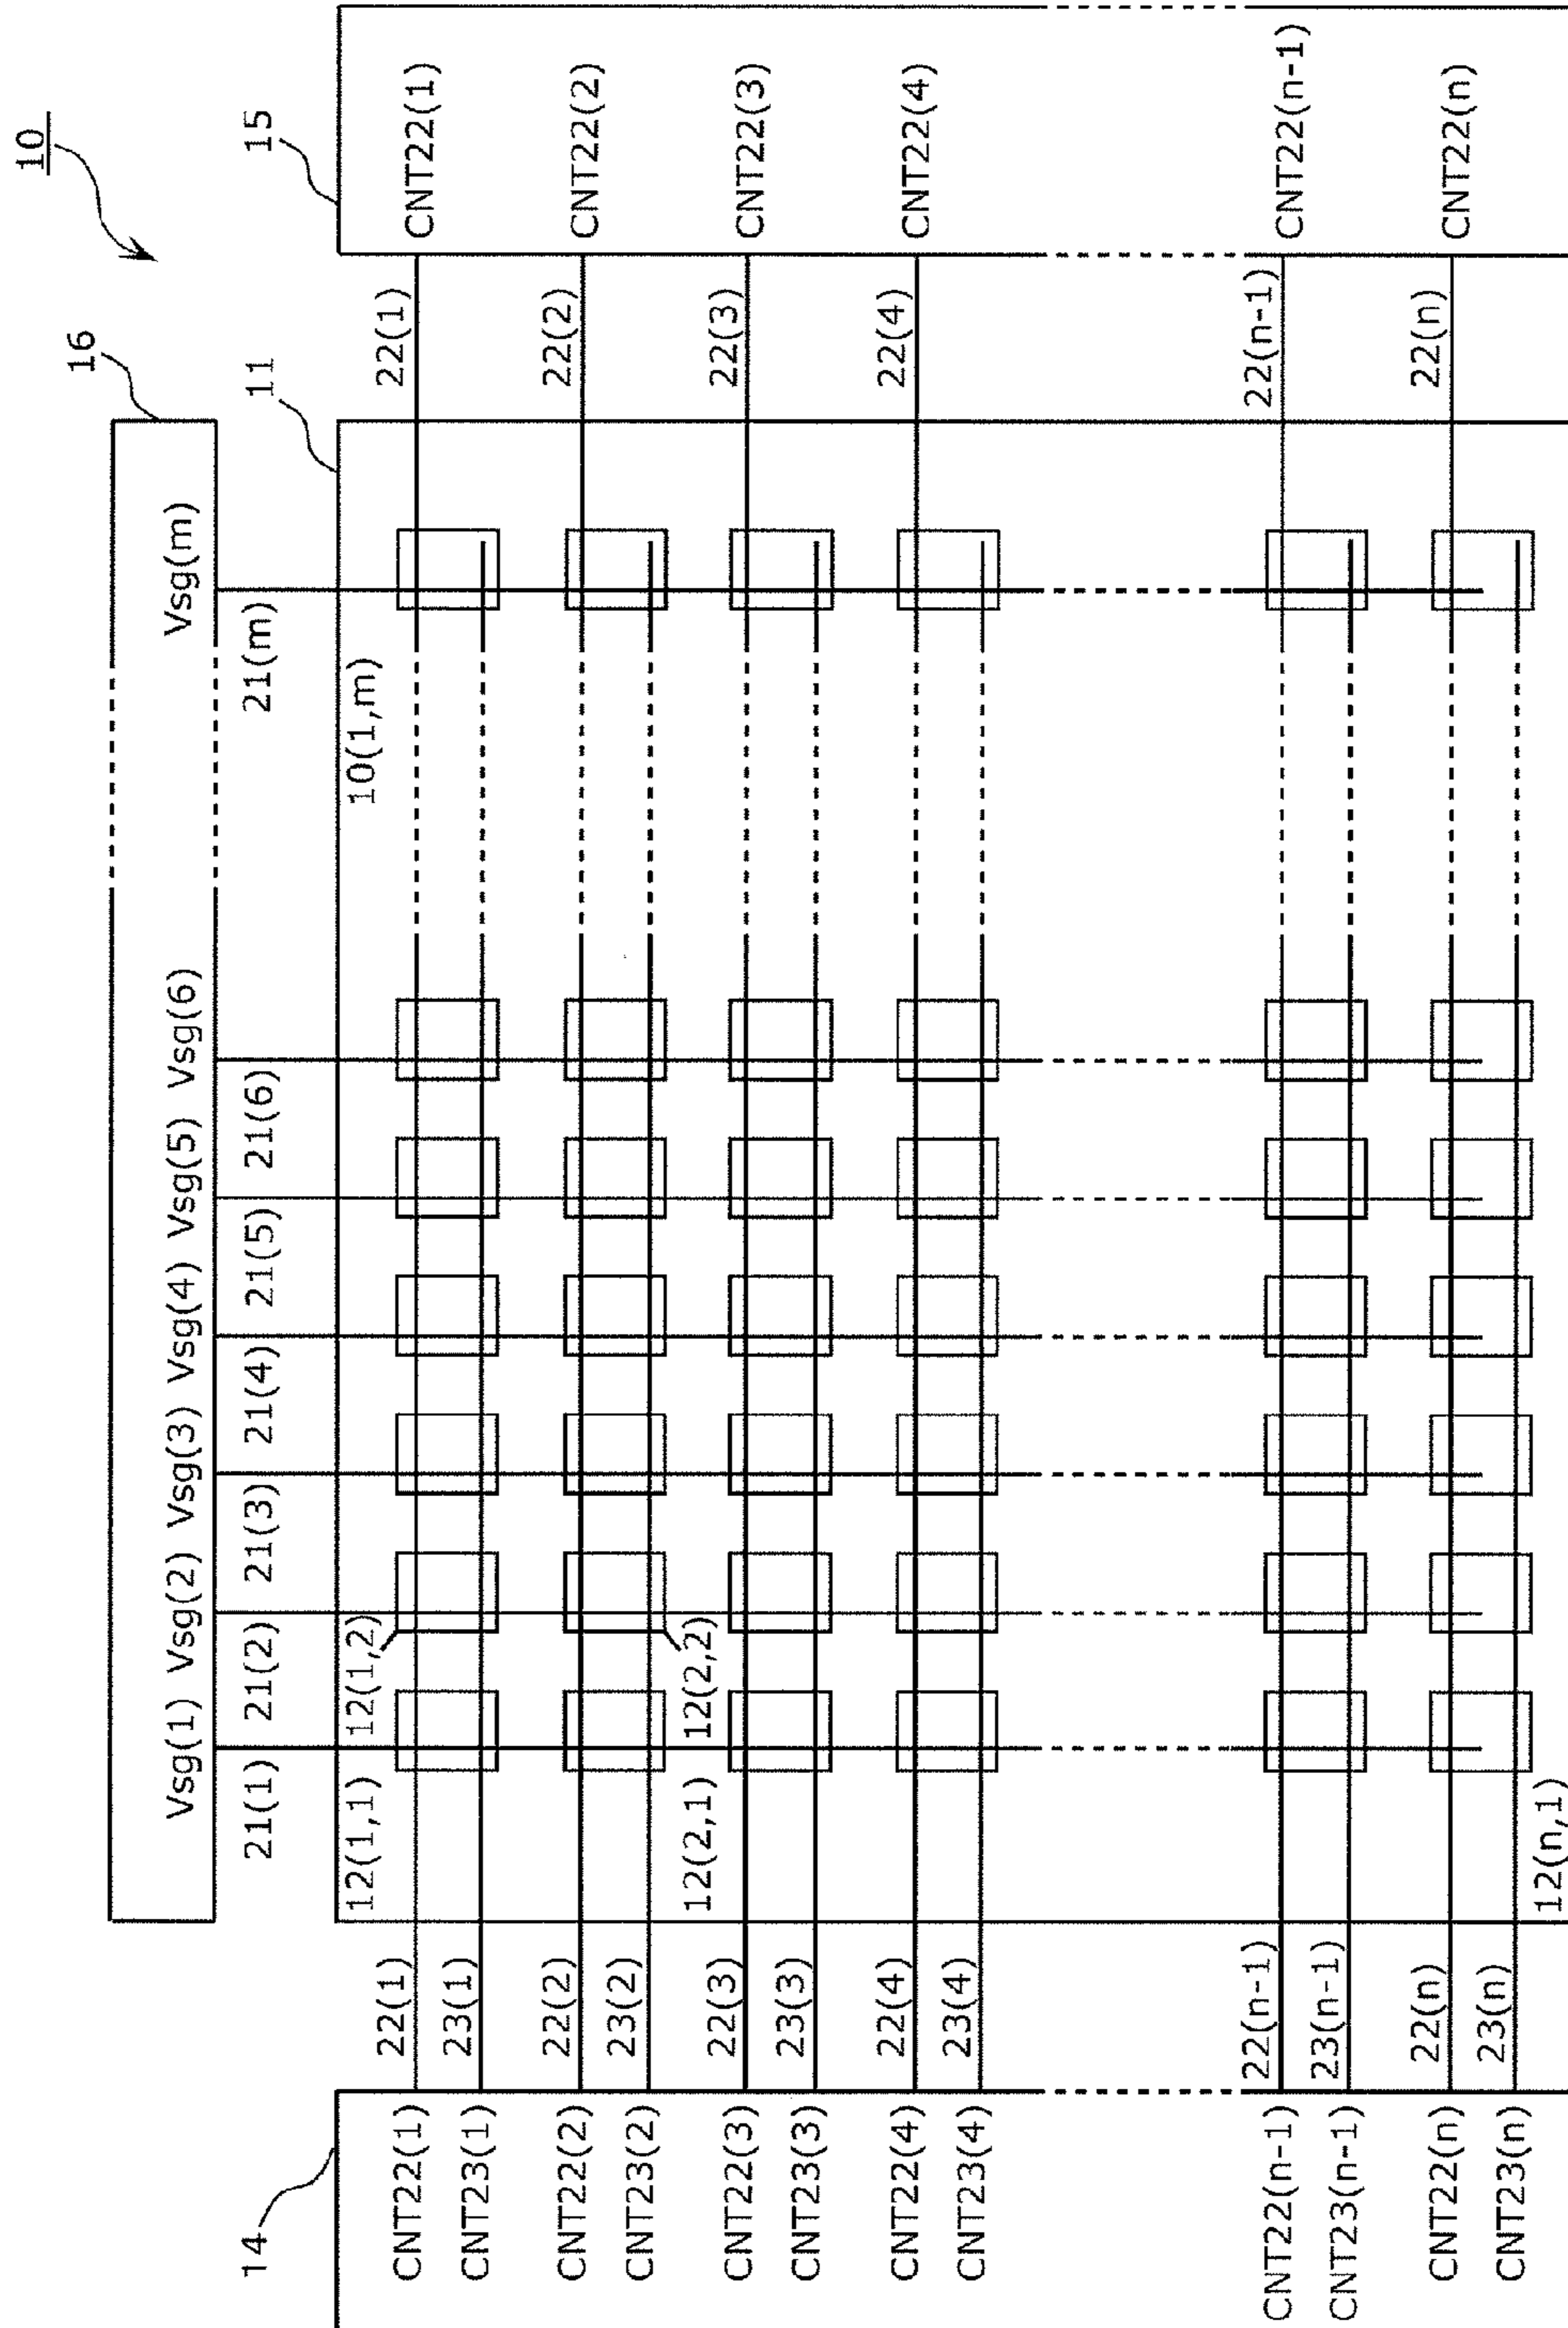 10
16
Vsg(1) Vsg(2) Vsg(3) Vsg(4) Vsg(5) Vsg(6) Vsg(m)
14
21(1) 21(2) 21(3) 21(4) 21(5) 21(6) 21(m)
11
15
12(1,1) 12(1,2) 10(1,m)
CNT22(1) 22(1) 22(1) CNT22(1)
CNT23(1) 23(1)
CNT22(2) 22(2) 22(2) CNT22(2)
CNT23(2) 23(2)
12(2,1) 12(2,2)
CNT22(3) 22(3) 22(3) CNT22(3)
CNT23(3) 23(3)
CNT22(4) 22(4) 22(4) CNT22(4)
CNT23(4) 23(4)
CNT22(n-1) 22(n-1) 22(n-1) CNT22(n-1)
CNT23(n-1) 23(n-1)
CNT22(n) 22(n) 22(n) CNT22(n)
CNT23(n) 23(n)
12(n,1)